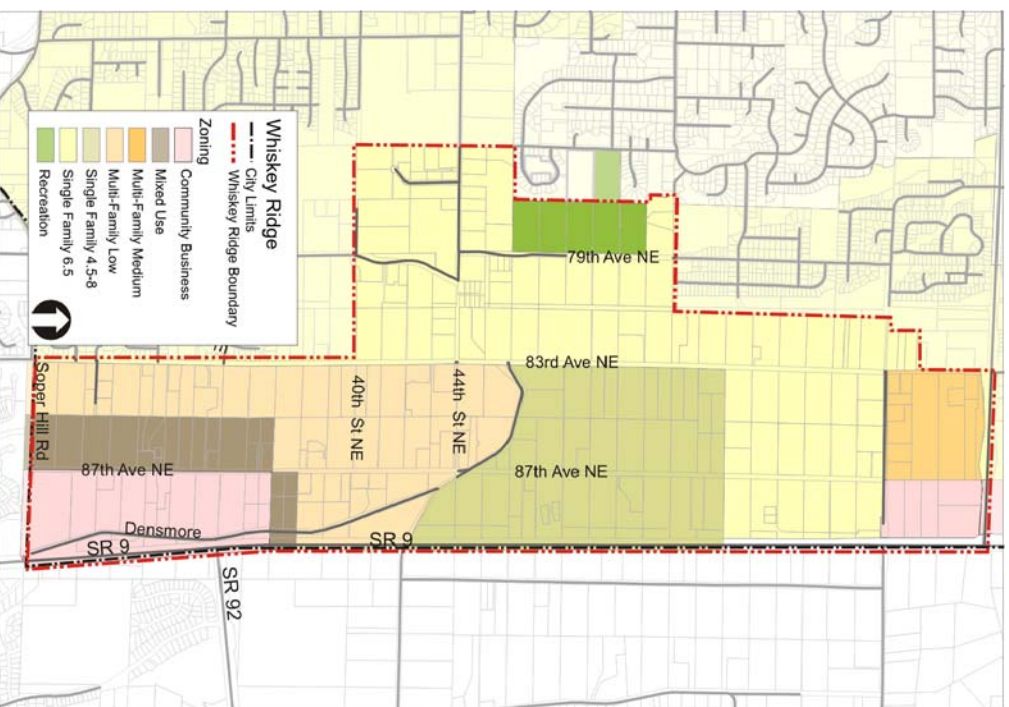 Whiskey Ridge
City Limits
Whiskey Ridge Boundary
Zoning
Community Business
Mixed Use
Multi-Family Medium
Multi-Family Low
Single Family 4.5-8
Single Family 6.5
Recreation
79th Ave NE
83rd Ave NE
40th St NE
44th St NE
Soper Hill Rd
87th Ave NE
87th Ave NE
Densmore
SR 9
SR 9
SR 92